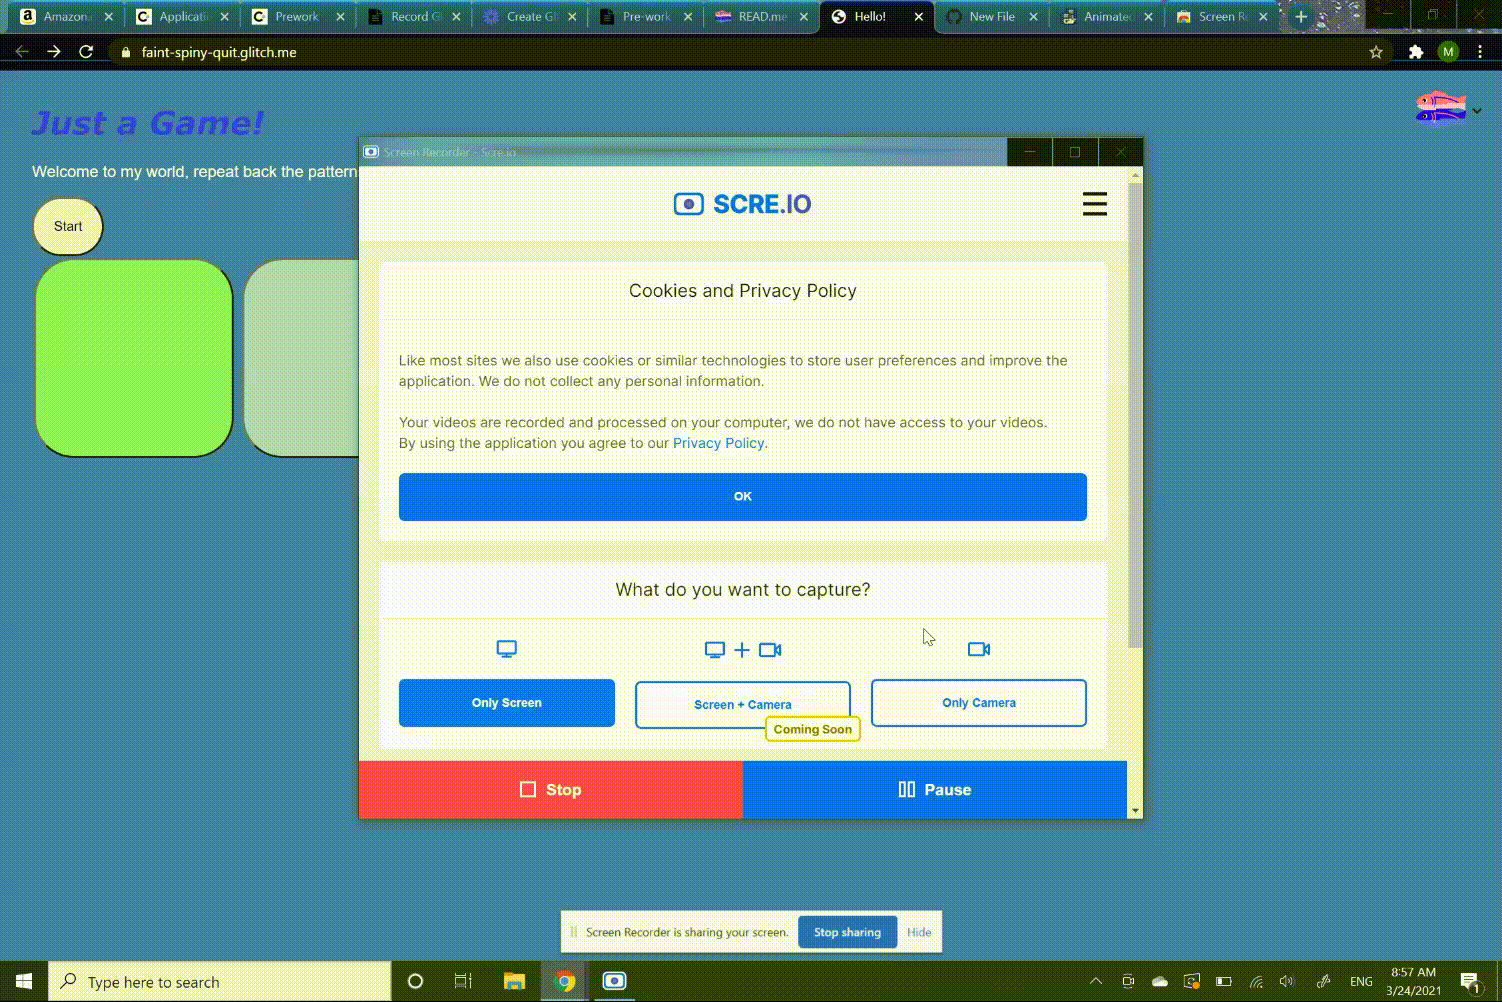 Amazon.
Applicati
Prework
Record G
Create G
Pre-work
READ.me
Hello!
New File
Animated
Screen R
faint-spiny-quit.glitch.me
M
Just a Game!
Welcome to my world, repeat back the pattern
Start
Screen Recorder - Scre.io
SCRE.IO
Cookies and Privacy Policy
Like most sites we also use cookies or similar technologies to store user preferences and improve the
application. We do not collect any personal information.
Your videos are recorded and processed on your computer, we do not have access to your videos.
By using the application you agree to our Privacy Policy.
OK
What do you want to capture?
Only Screen
Screen + Camera
Only Camera
Coming Soon
Stop
Pause
Screen Recorder is sharing your screen. Stop sharing Hide
Type here to search
ENG
8:57 AM
3/24/2021
1